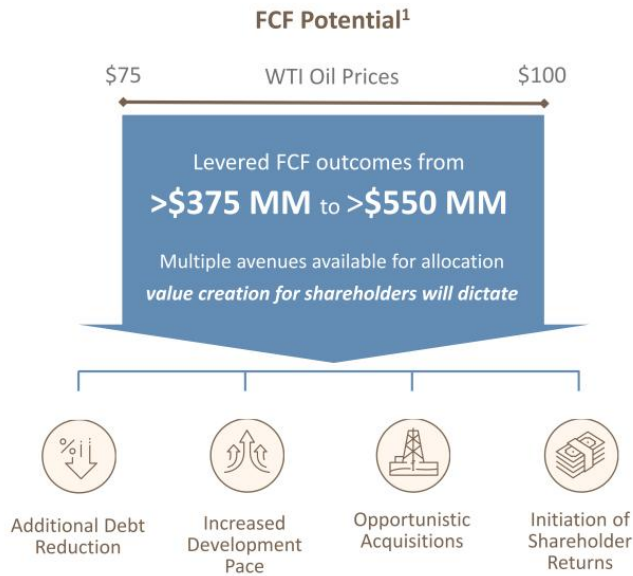 FCF Potential¹
$75 WTI Oil Prices $100
Levered FCF outcomes from
>$375 MM to >$550 MM
Multiple avenues available for allocation
value creation for shareholders will dictate
%
Additional Debt
Reduction
Increased
Development
Pace
Opportunistic
Acquisitions
Initiation of
Shareholder
Returns